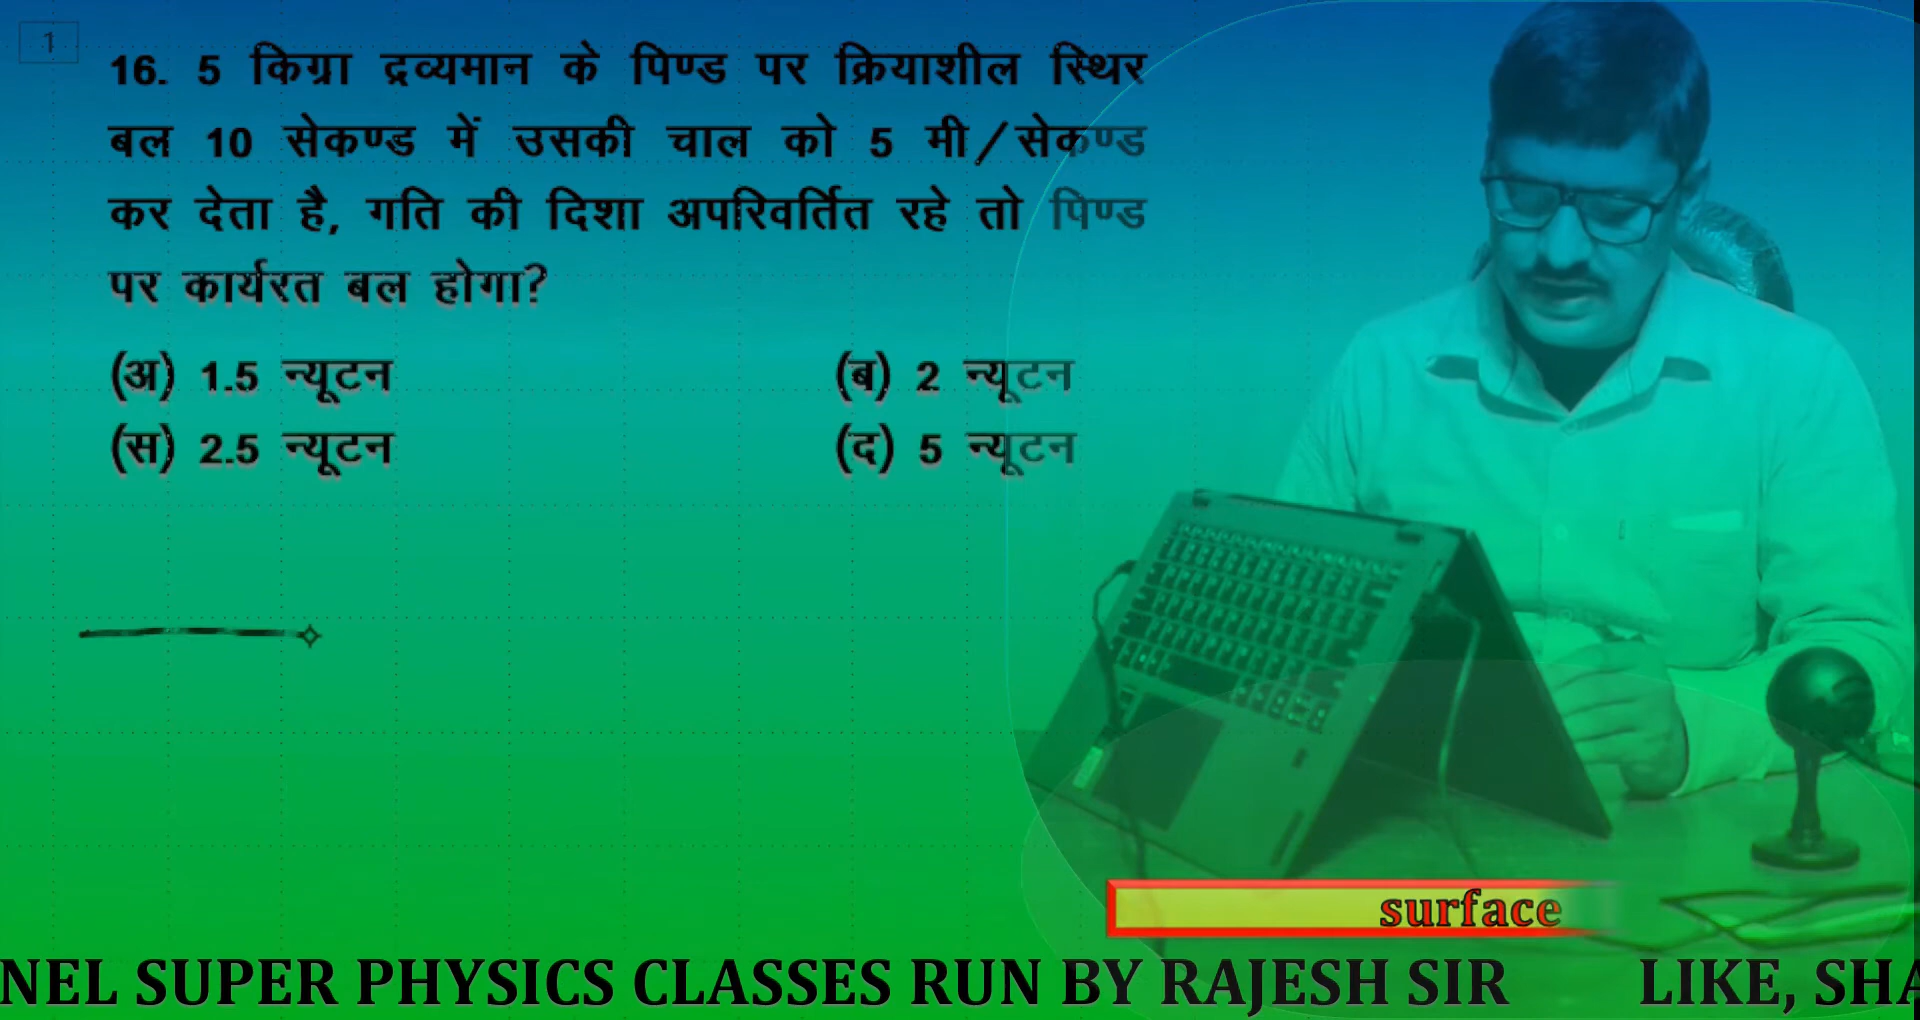 1
16. 5 किग्रा द्रव्यमान के पिण्ड पर क्रियाशील स्थिर
बल 10 सेकण्ड में उसकी चाल को 5 मी/सेकण्ड
कर देता है, गति की दिशा अपरिवर्तित रहे तो पिण्ड
पर कार्यरत बल होगा?
(अ) 1.5 न्यूटन (ब) 2 न्यूटन
(स) 2.5 न्यूटन (द) 5 न्यूटन
surface
NEL SUPER PHYSICS CLASSES RUN BY RAJESH SIR LIKE, SHA